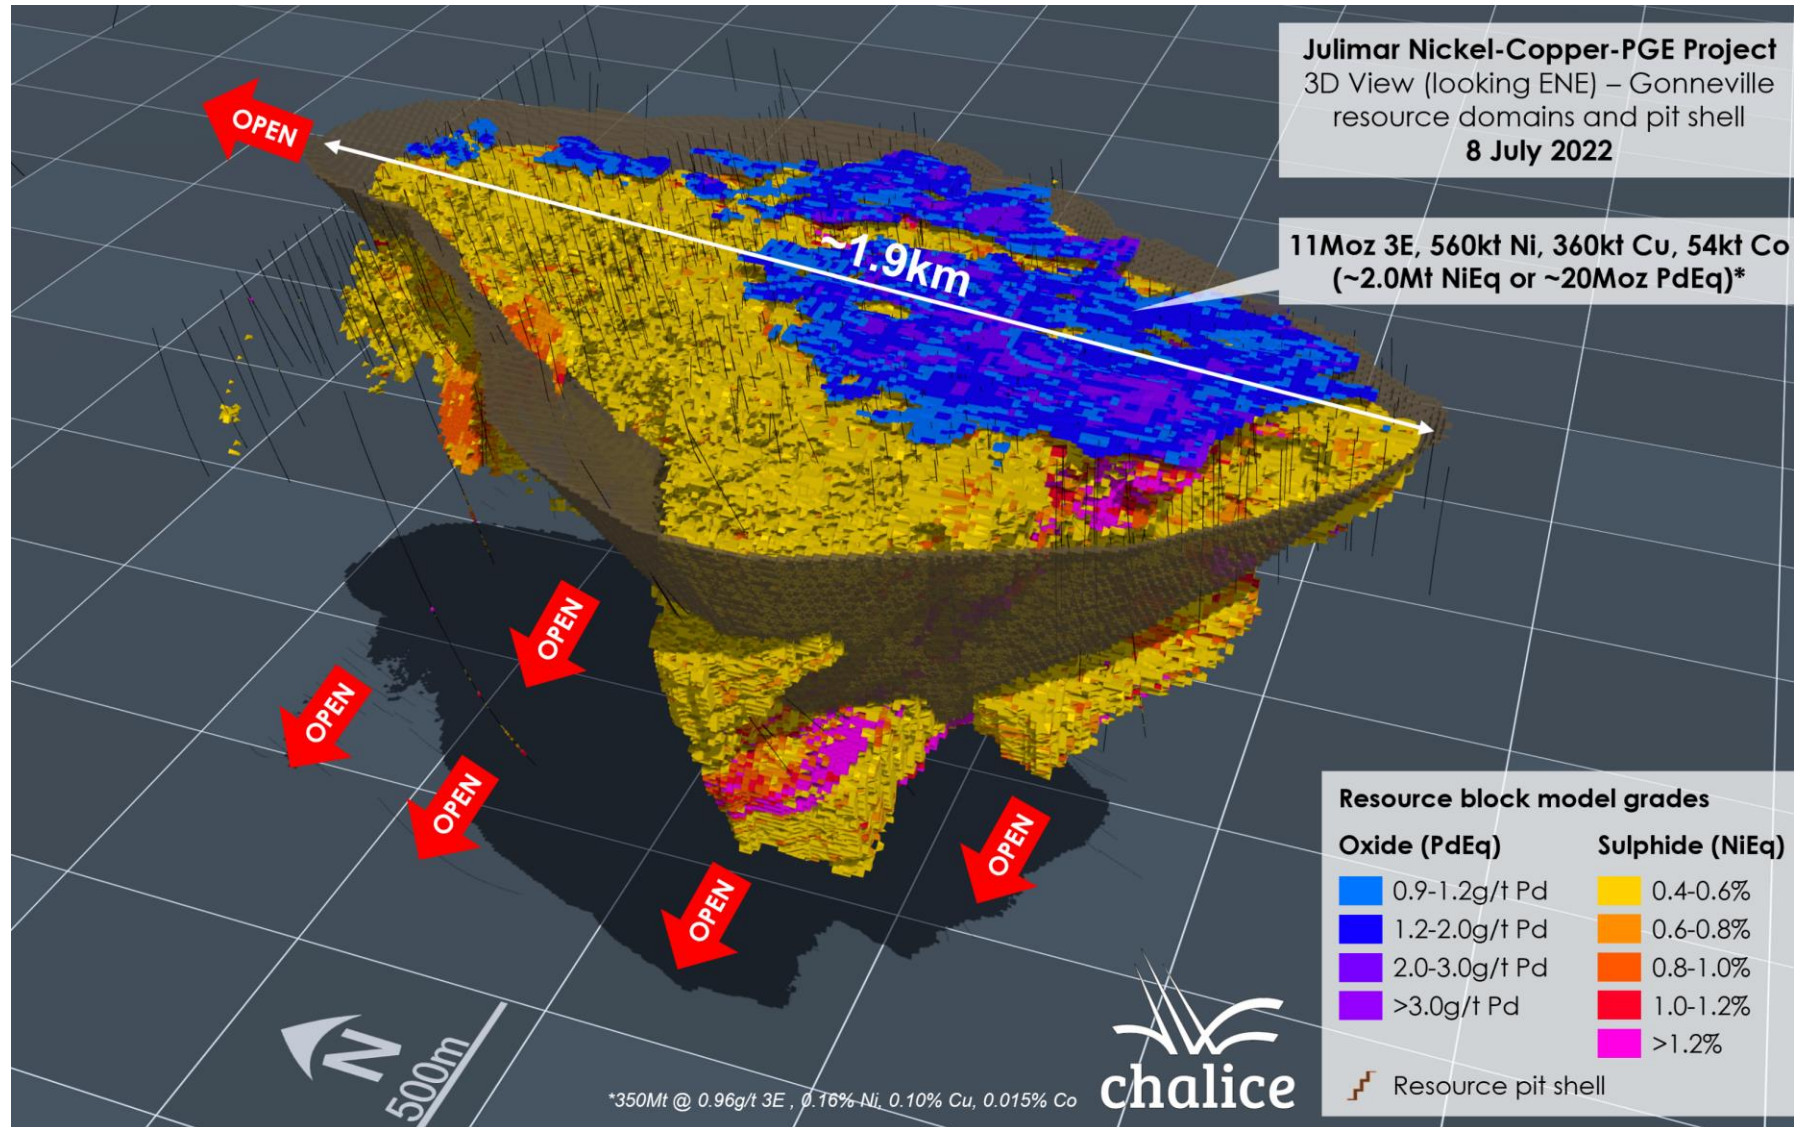 Julimar Nickel-Copper-PGE Project
3D View (looking ENE) – Gonneville
resource domains and pit shell
8 July 2022
OPEN
~1.9km
11Moz 3E, 560kt Ni, 360kt Cu, 54kt Co
(~2.0Mt NiEq or ~20Moz PdEq)*
OPEN
OPEN
OPEN
OPEN
OPEN
Resource block model grades
Oxide (PdEq)
0.9-1.2g/t Pd
1.2-2.0g/t Pd
2.0-3.0g/t Pd
>3.0g/t Pd
Sulphide (NiEq)
0.4-0.6%
0.6-0.8%
0.8-1.0%
1.0-1.2%
>1.2%
Resource pit shell
N
500m
*350Mt @ 0.96g/t 3E , 0.16% Ni, 0.10% Cu, 0.015% Co
chalice